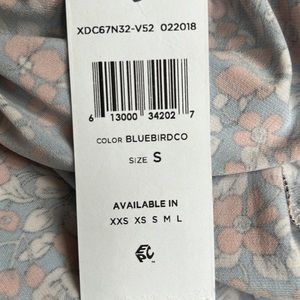 XDC67N32-V52 022018
6 13000 34202 7
COLOR BLUEBIRDCO
SIZE S
AVAILABLE IN
XXS XS S M L